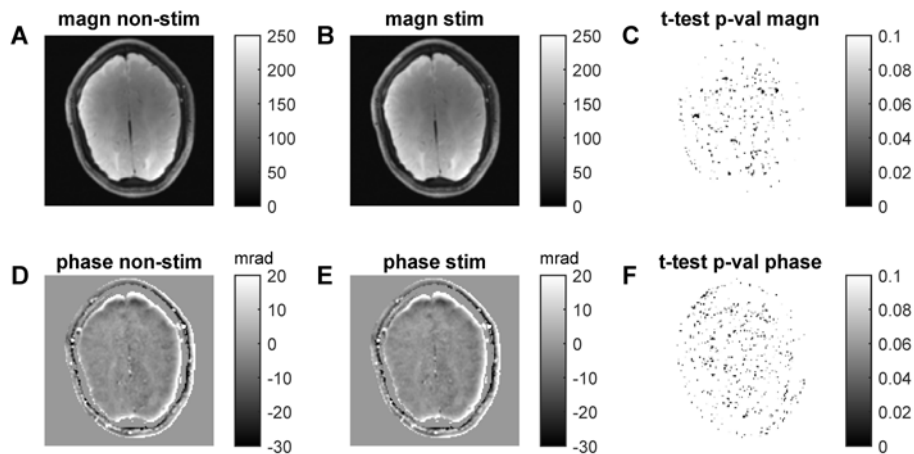 A magn non-stim B magn stim C t-test p-val magn
250 250 0.1
200 200 0.08
150 150 0.06
100 100 0.04
50 50 0.02
0 0 0
D phase non-stim mrad E phase stim mrad F t-test p-val phase
20 20 0.1
10 10 0.08
0 0 0.06
-10 -10 0.04
-20 -20 0.02
-30 -30 0